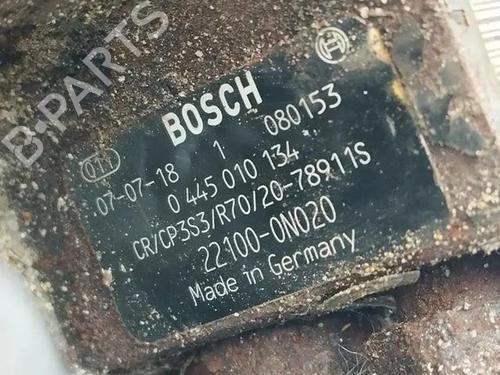 B-PARTS
BOSCH
07-07-18 1 080153
0 445 010 134
CR/CP3S3/R70/20-78911S
22100-0N020
Made in Germany